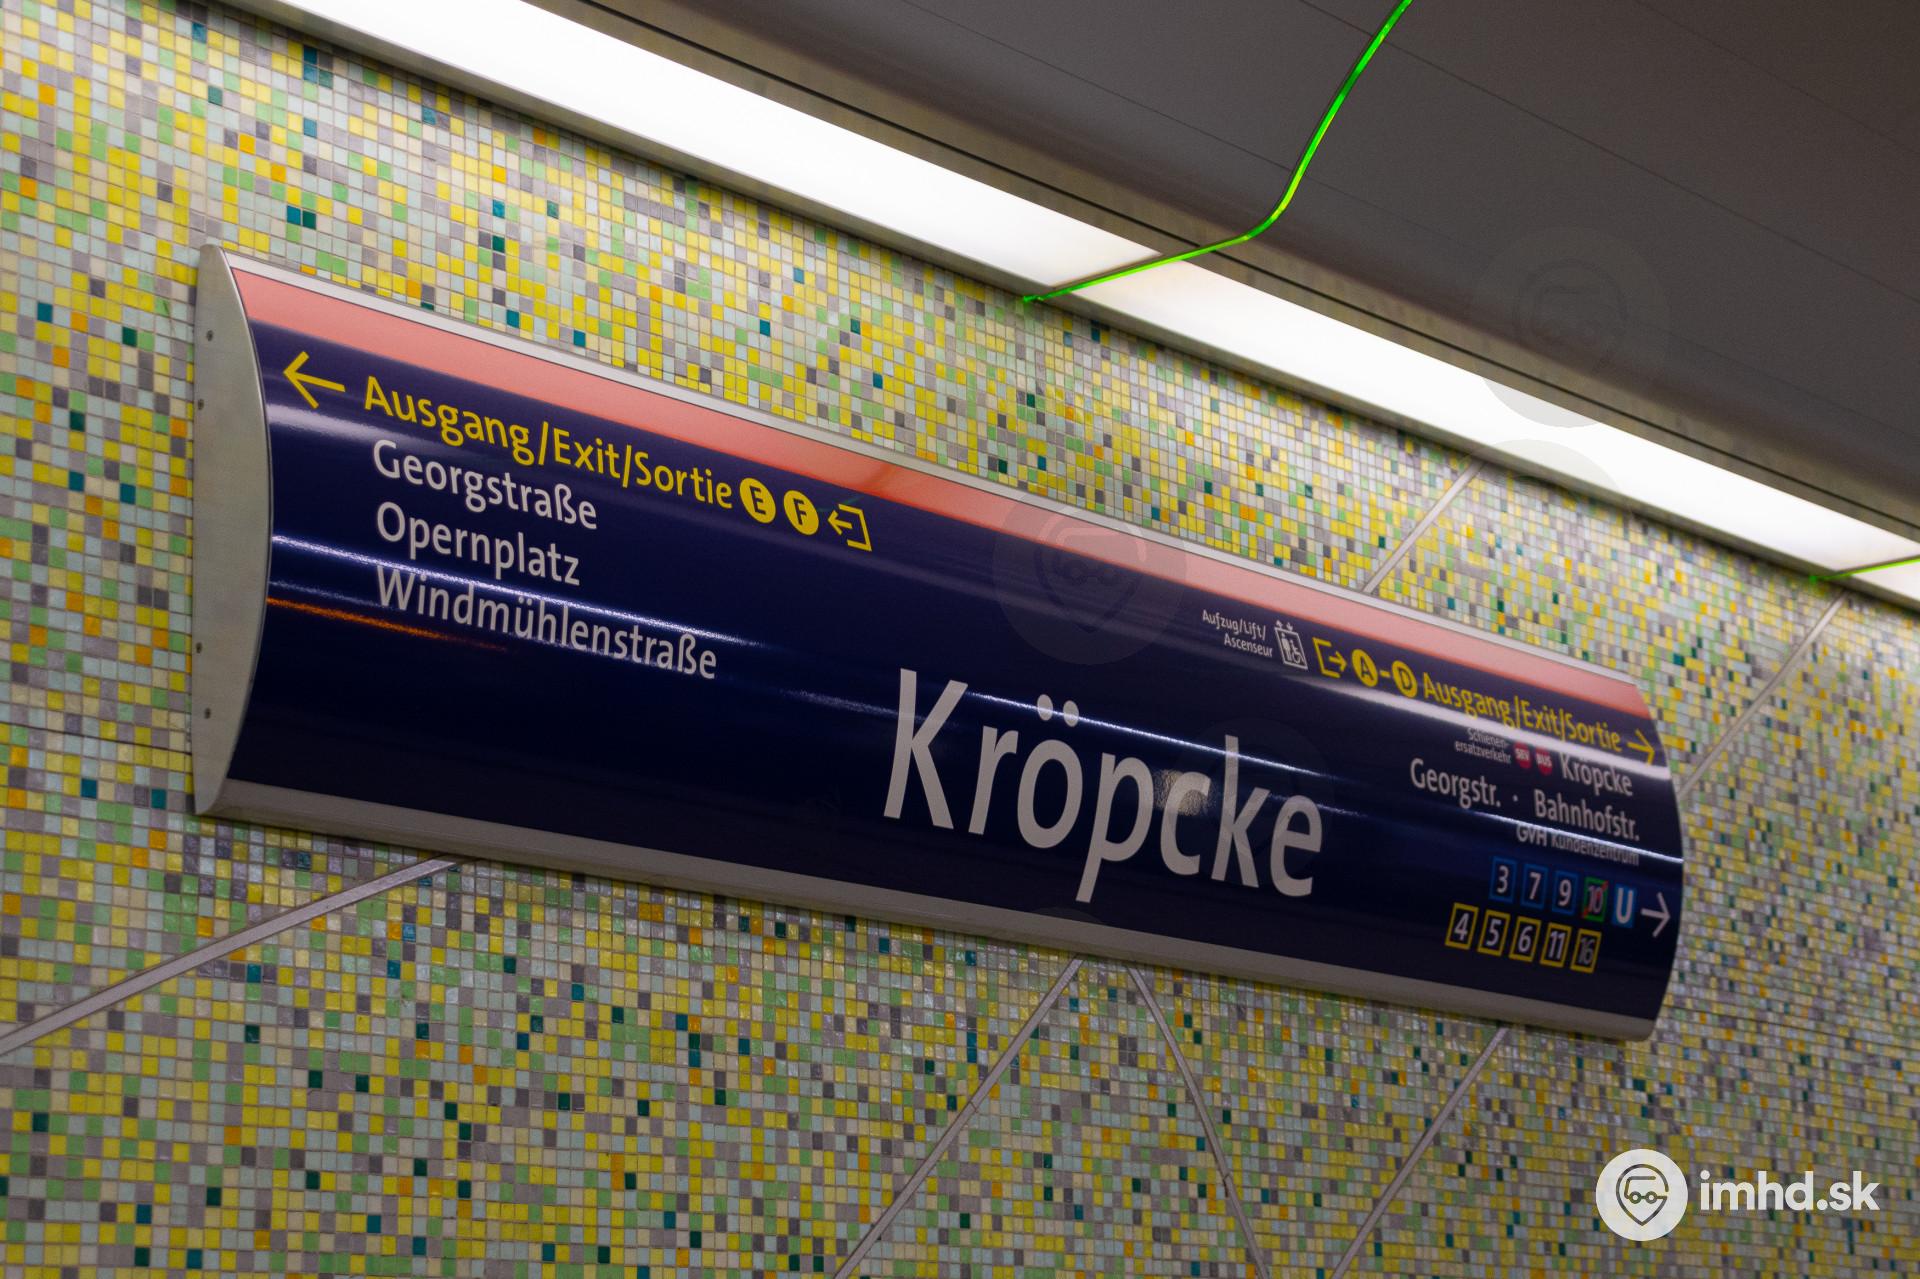 Ausgang/Exit/Sortie E F
Georgstraße
Opernplatz
Windmühlenstraße
Kröpcke
Aufzug/Lift/
Ascenseur
A-D Ausgang/Exit/Sortie
Schienen-
ersatzverkehr SEV BUS Kröpcke
Georgstr. · Bahnhofstr.
GVH Kundenzentrum
3 7 9 10 U
4 5 6 11 16
imhd.sk